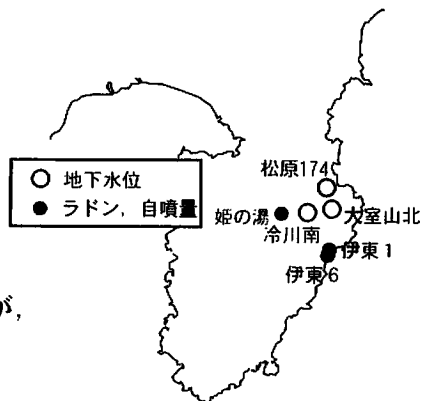 松原174
○ 地下水位
● ラドン，自噴量
姫の湯
大室山北
冷川南
伊東1
伊東6
が，